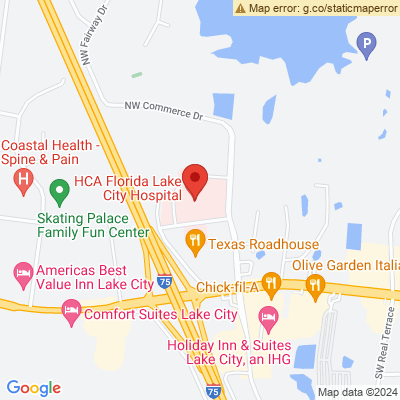 Map error: g.co/staticmaperror
NW Fairway Dr
P
NW Commerce Dr
Coastal Health -
Spine & Pain
H
HCA Florida Lake
City Hospital
Skating Palace
Family Fun Center
Texas Roadhouse
Americas Best
Value Inn Lake City
75
Chick-fil-A
Olive Garden Itali
Comfort Suites Lake City
Holiday Inn & Suites
Lake City, an IHG
SW Real Terrace
75
Google
Map data ©2024